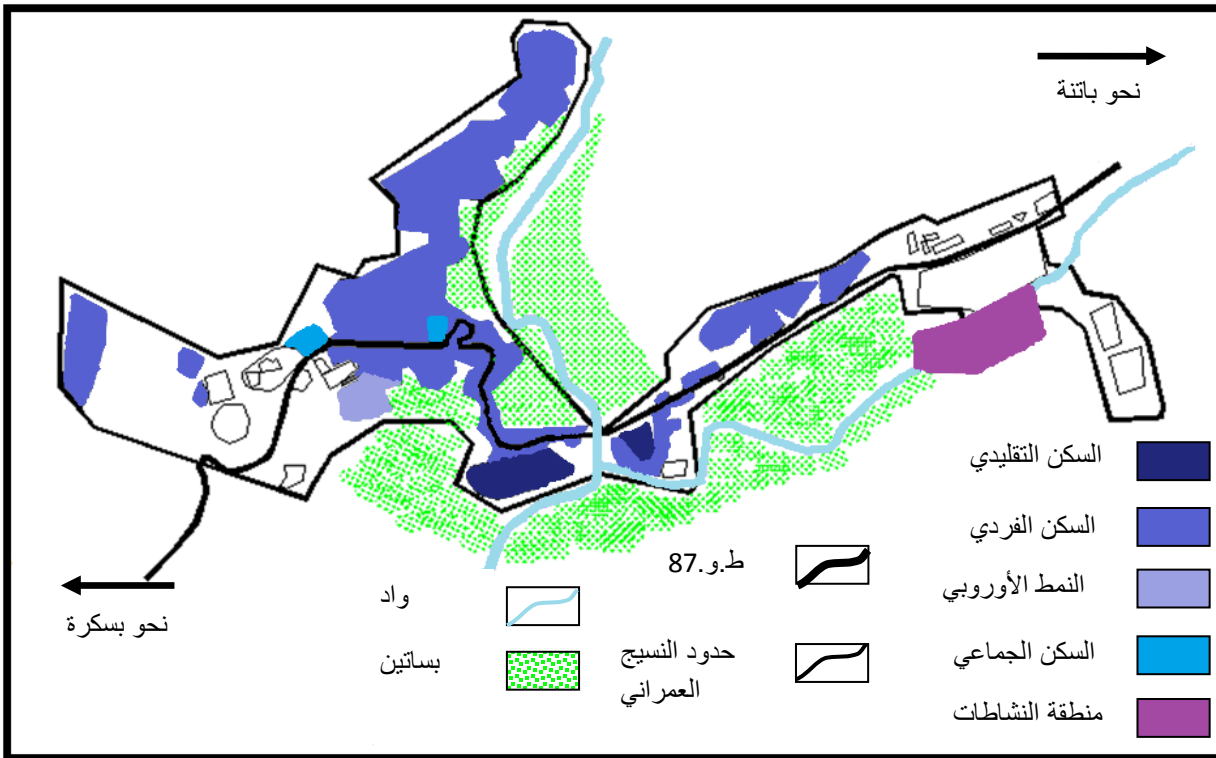 نحو باتنة
السكن التقليدي
السكن الفردي
النمط الأوروبي
السكن الجماعي
منطقة النشاطات
ط.و.87
حدود النسيج
العمراني
واد
بساتين
نحو بسكرة